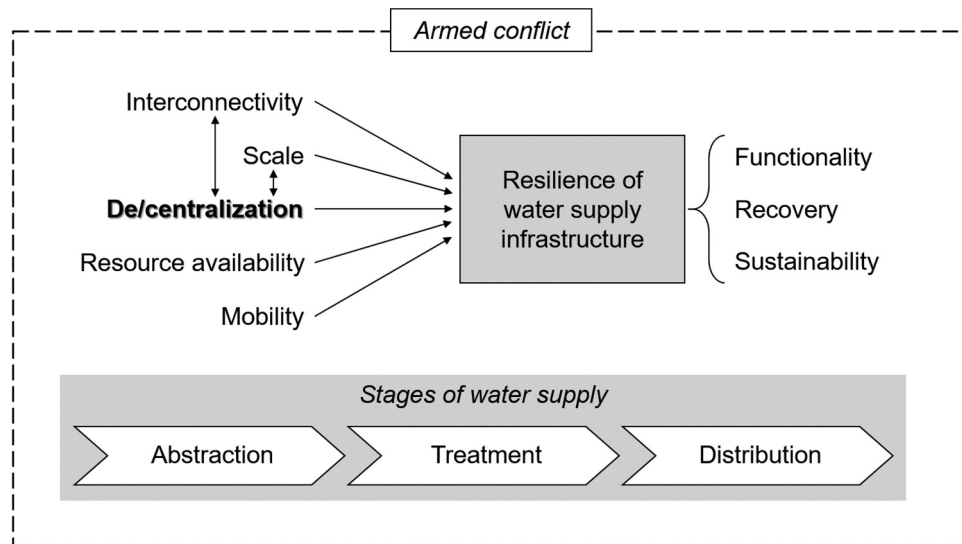 Armed conflict
Interconnectivity
Scale
De/centralization
Resource availability
Mobility
Resilience of
water supply
infrastructure
Functionality
Recovery
Sustainability
Stages of water supply
Abstraction
Treatment
Distribution